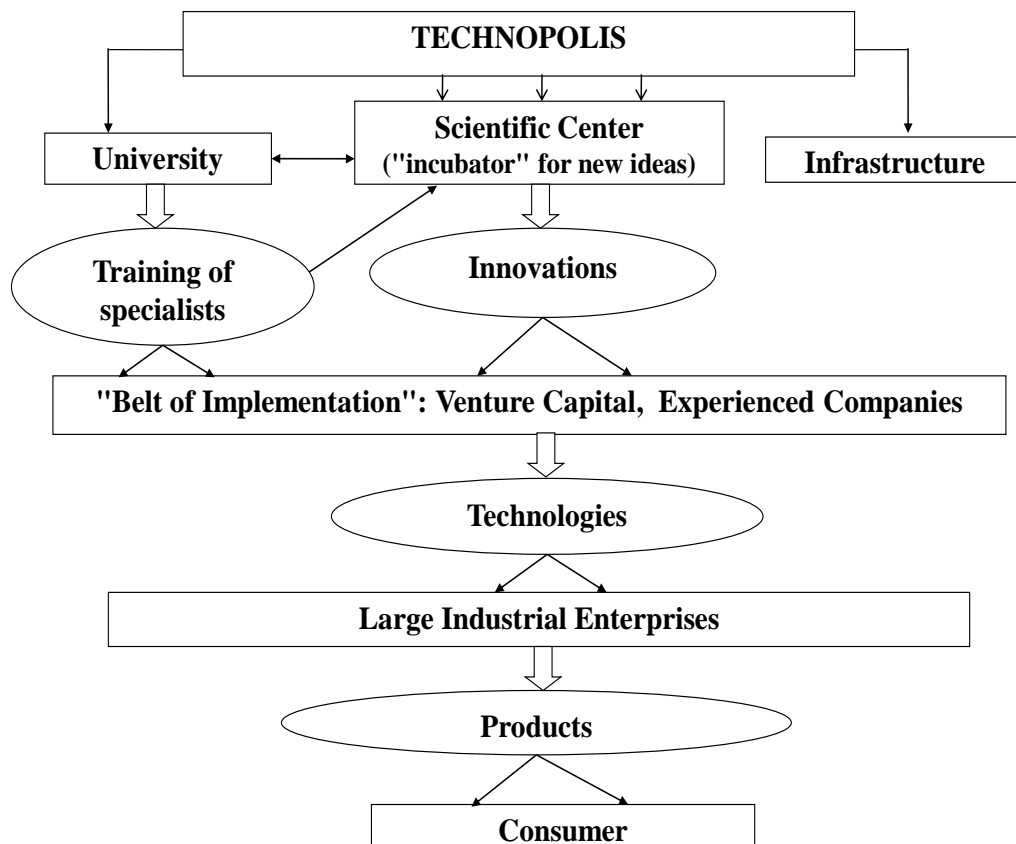 TECHNOPOLIS
Scientific Center
("incubator" for new ideas)
University
Infrastructure
Training of
specialists
Innovations
"Belt of Implementation": Venture Capital, Experienced Companies
Technologies
Large Industrial Enterprises
Products
Consumer